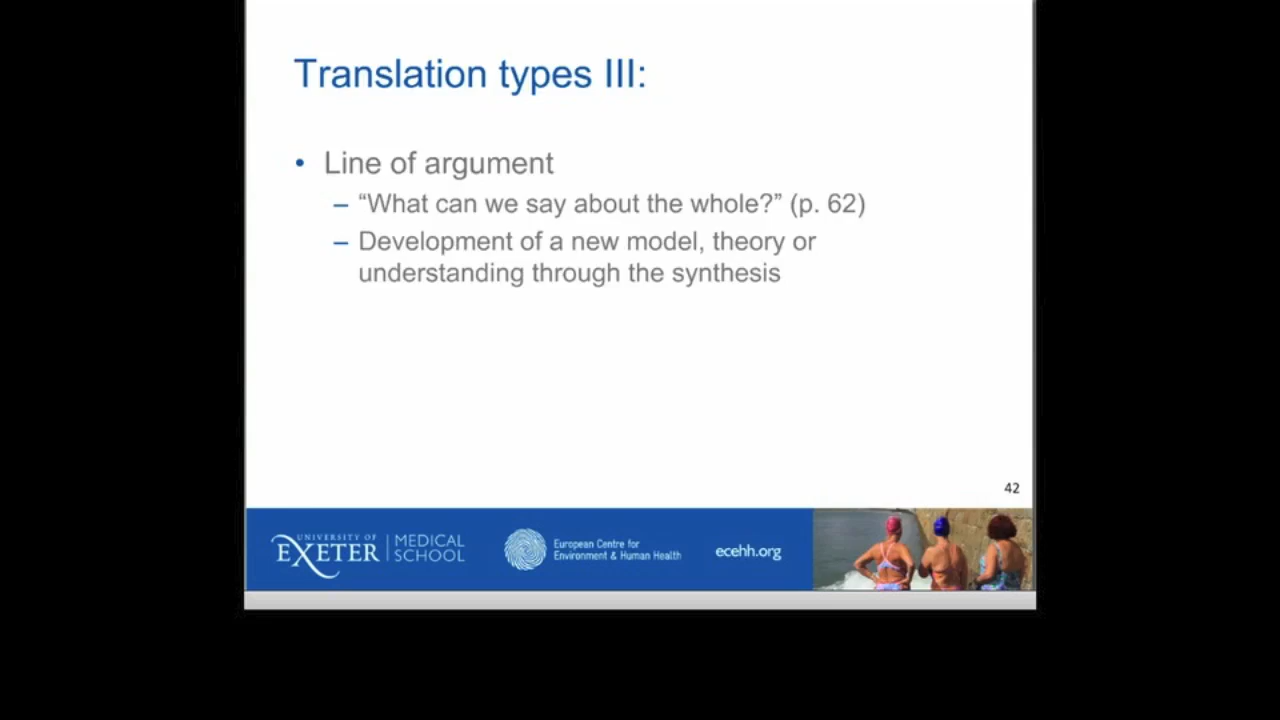 Translation types III:
• Line of argument
– “What can we say about the whole?” (p. 62)
– Development of a new model, theory or
understanding through the synthesis
42
UNIVERSITY OF
EXETER
MEDICAL
SCHOOL
European Centre for
Environment & Human Health
ecehh.org